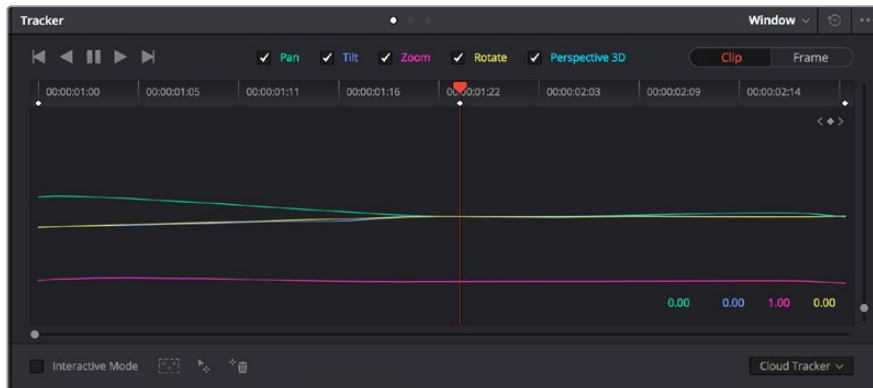 Tracker Window
Pan Tilt Zoom Rotate Perspective 3D Clip Frame
00:00:01:00 00:00:01:05 00:00:01:11 00:00:01:16 00:00:01:22 00:00:02:03 00:00:02:09 00:00:02:14
0.00 0.00 1.00 0.00
Interactive Mode Cloud Tracker